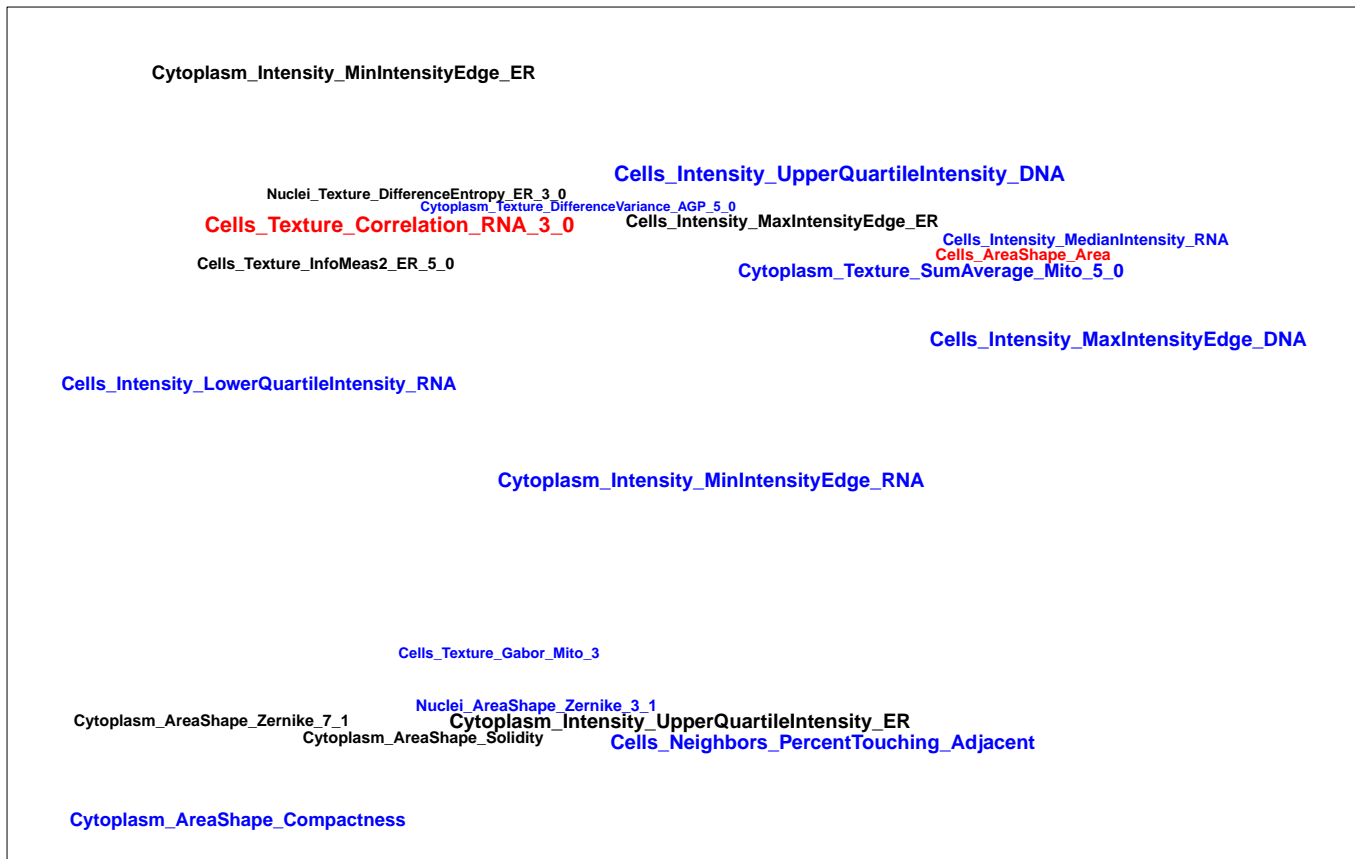 Cytoplasm_Intensity_MinIntensityEdge_ER
Cells_Intensity_UpperQuartileIntensity_DNA
Nuclei_Texture_DifferenceEntropy_ER_3_0
Cytoplasm_Texture_DifferenceVariance_AGP_5_0
Cells_Texture_Correlation_RNA_3_0
Cells_Intensity_MaxIntensityEdge_ER
Cells_Intensity_MedianIntensity_RNA
Cells_AreaShape_Area
Cells_Texture_InfoMeas2_ER_5_0
Cytoplasm_Texture_SumAverage_Mito_5_0
Cells_Intensity_MaxIntensityEdge_DNA
Cells_Intensity_LowerQuartileIntensity_RNA
Cytoplasm_Intensity_MinIntensityEdge_RNA
Cells_Texture_Gabor_Mito_3
Nuclei_AreaShape_Zernike_3_1
Cytoplasm_AreaShape_Zernike_7_1
Cytoplasm_Intensity_UpperQuartileIntensity_ER
Cytoplasm_AreaShape_Solidity
Cells_Neighbors_PercentTouching_Adjacent
Cytoplasm_AreaShape_Compactness